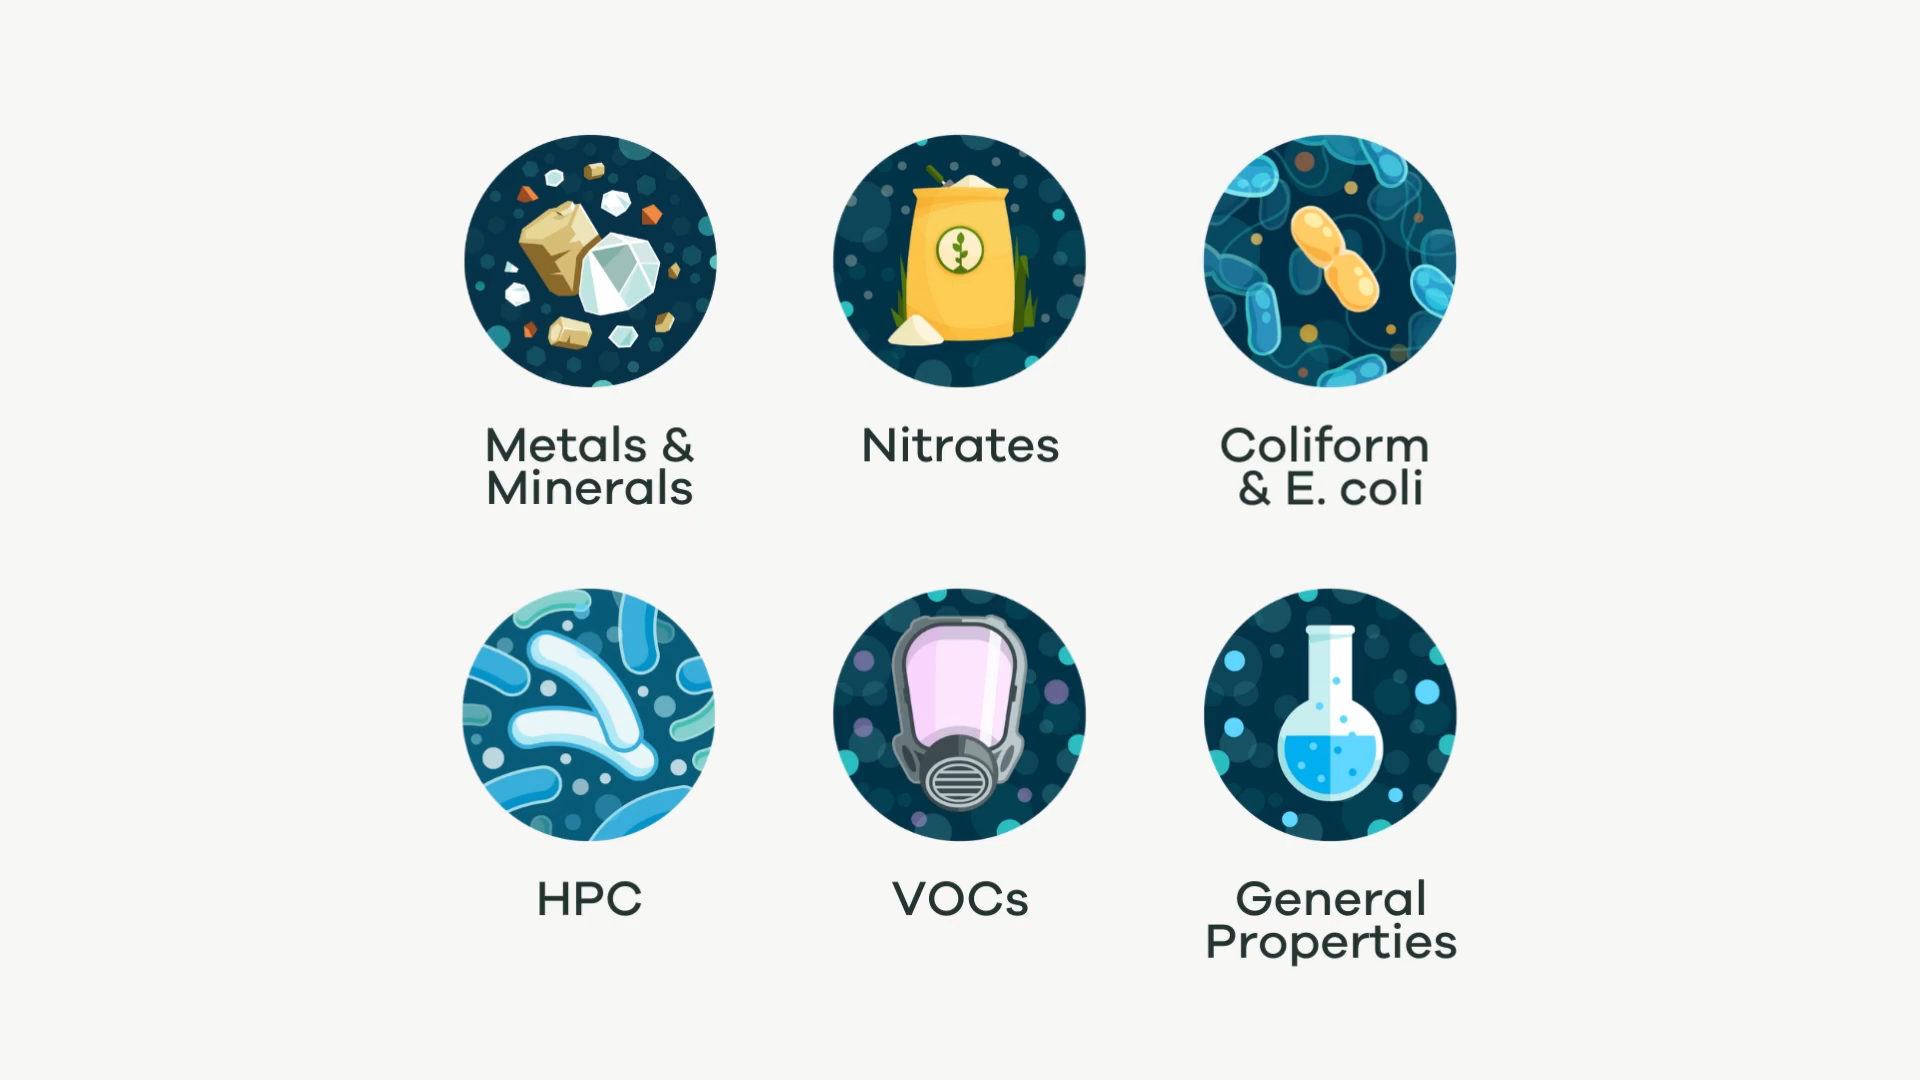 Metals &
Minerals
Nitrates
Coliform
& E. coli
HPC
VOCs
General
Properties